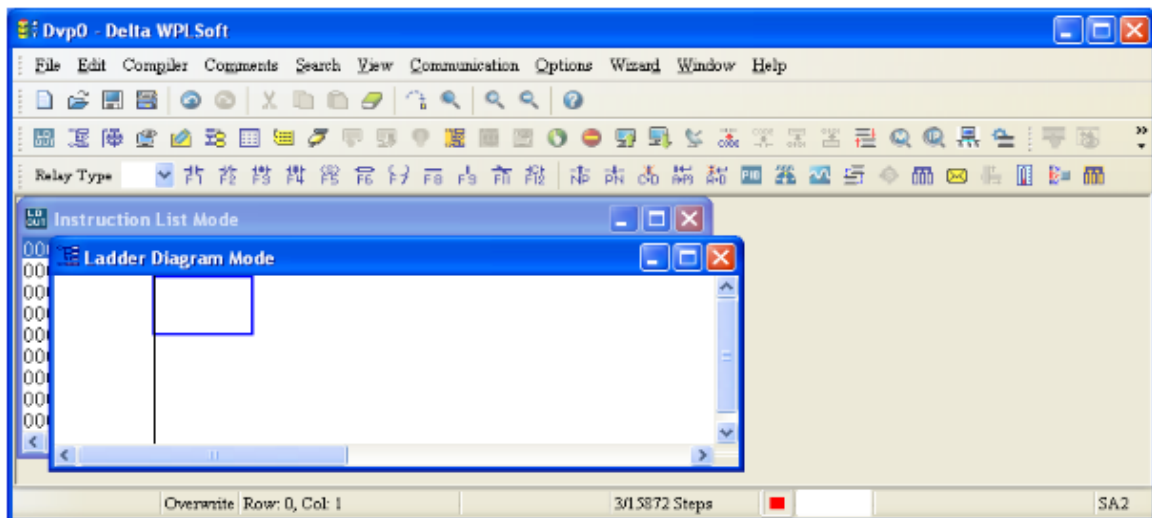 Dvp0 - Delta WPLSoft
File Edit Compiler Comments Search View Communication Options Wizard Window Help
Relay Type
Instruction List Mode
Ladder Diagram Mode
Overwrite Row: 0, Col: 1 3/15872 Steps SA2